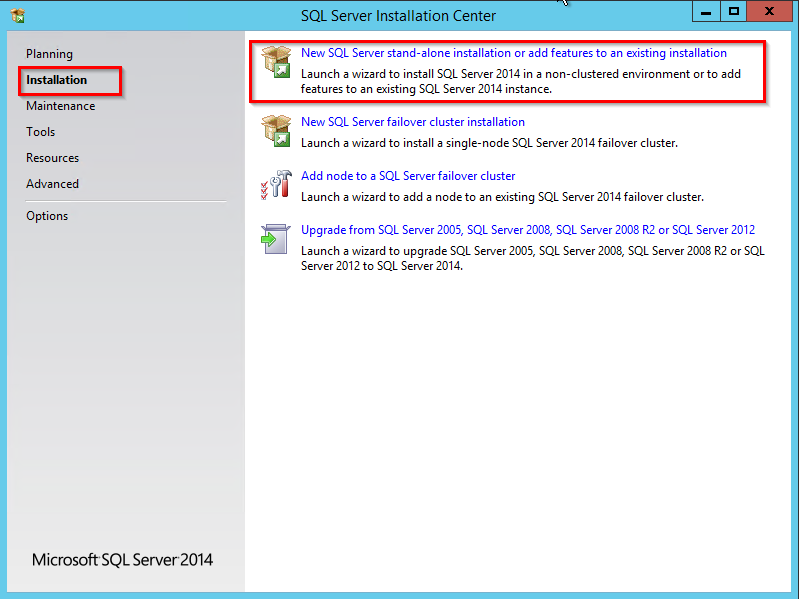 SQL Server Installation Center
Planning
Installation
Maintenance
Tools
Resources
Advanced
Options
New SQL Server stand-alone installation or add features to an existing installation
Launch a wizard to install SQL Server 2014 in a non-clustered environment or to add
features to an existing SQL Server 2014 instance.
New SQL Server failover cluster installation
Launch a wizard to install a single-node SQL Server 2014 failover cluster.
Add node to a SQL Server failover cluster
Launch a wizard to add a node to an existing SQL Server 2014 failover cluster.
Upgrade from SQL Server 2005, SQL Server 2008, SQL Server 2008 R2 or SQL Server 2012
Launch a wizard to upgrade SQL Server 2005, SQL Server 2008, SQL Server 2008 R2 or SQL
Server 2012 to SQL Server 2014.
Microsoft SQL Server 2014